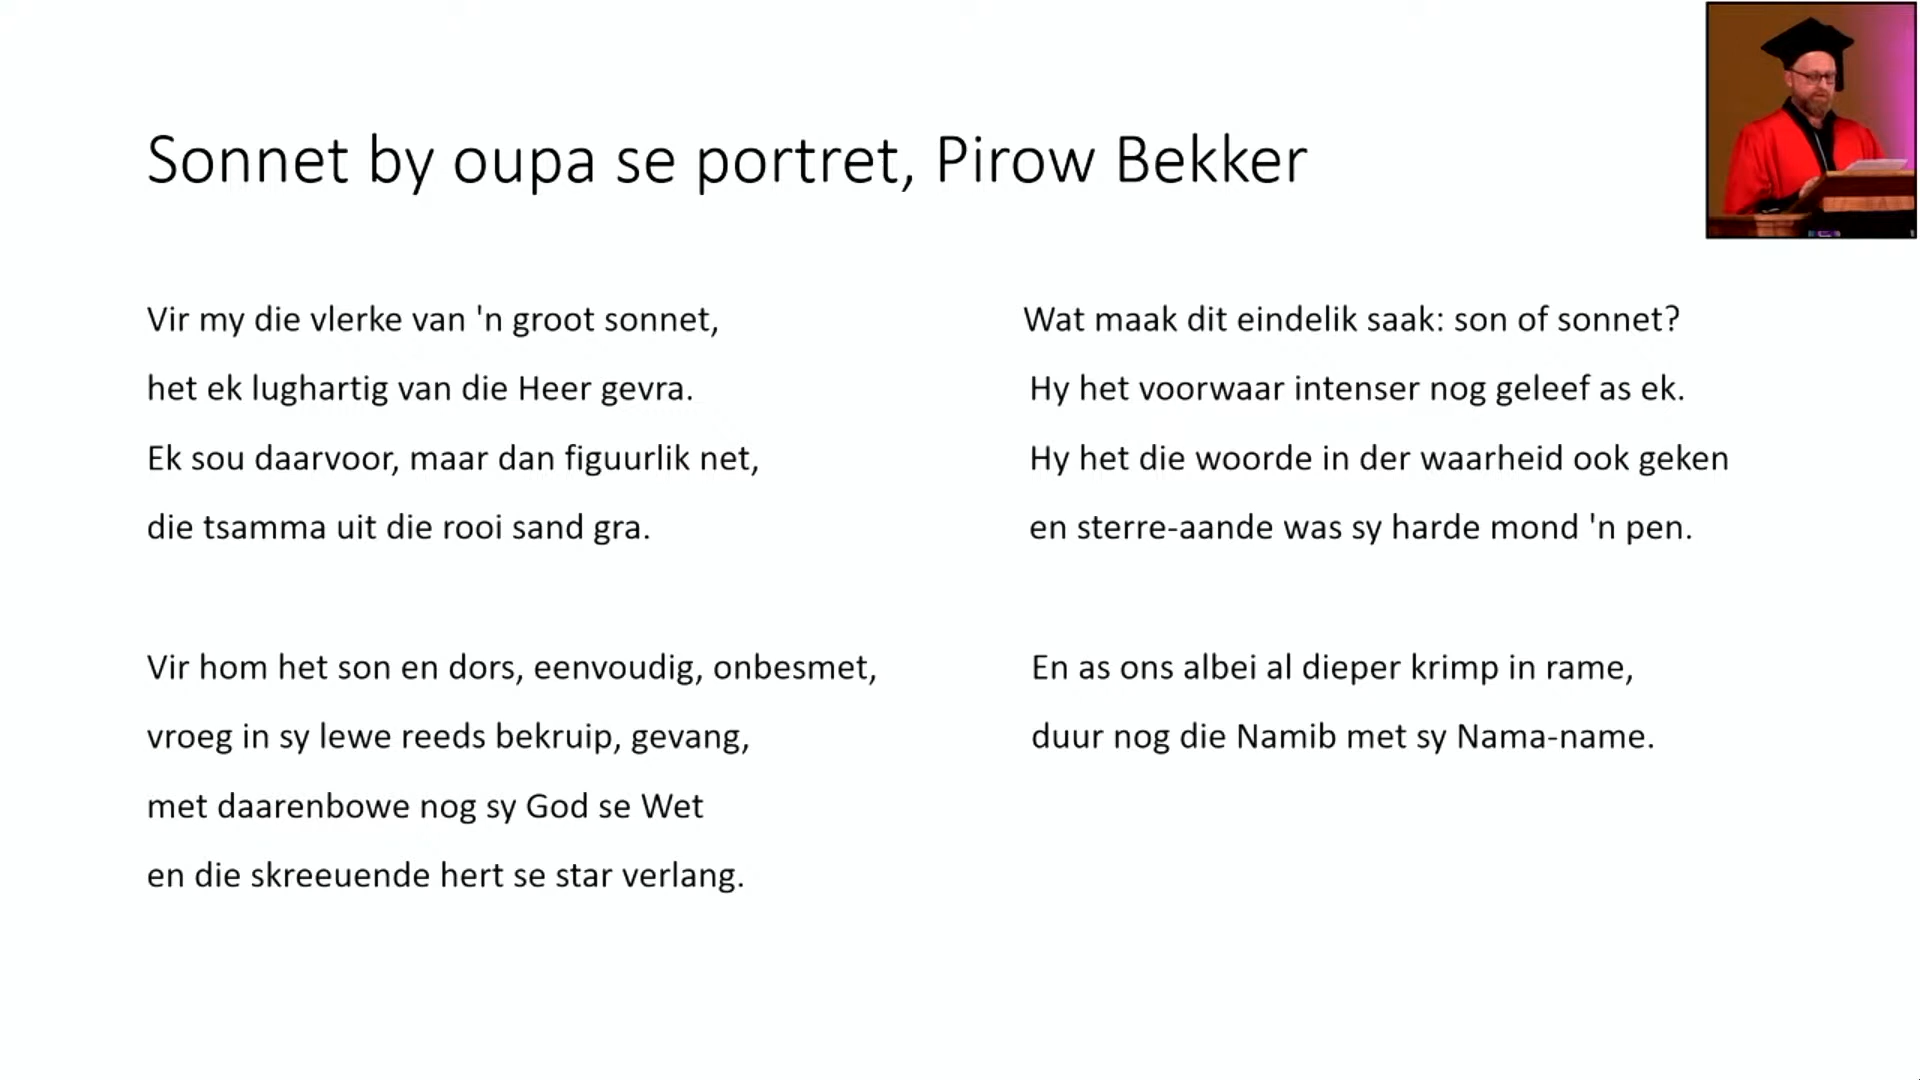 Sonnet by oupa se portret, Pirow Bekker
Vir my die vlerke van 'n groot sonnet,
het ek lughartig van die Heer gevra.
Ek sou daarvoor, maar dan figuurlik net,
die tsamma uit die rooi sand gra.
Vir hom het son en dors, eenvoudig, onbesmet,
vroeg in sy lewe reeds bekruip, gevang,
met daarenbowe nog sy God se Wet
en die skreeuende hert se star verlang.
Wat maak dit eindelik saak: son of sonnet?
Hy het voorwaar intenser nog geleef as ek.
Hy het die woorde in der waarheid ook geken
en sterre-aande was sy harde mond 'n pen.
En as ons albei al dieper krimp in rame,
duur nog die Namib met sy Nama-name.